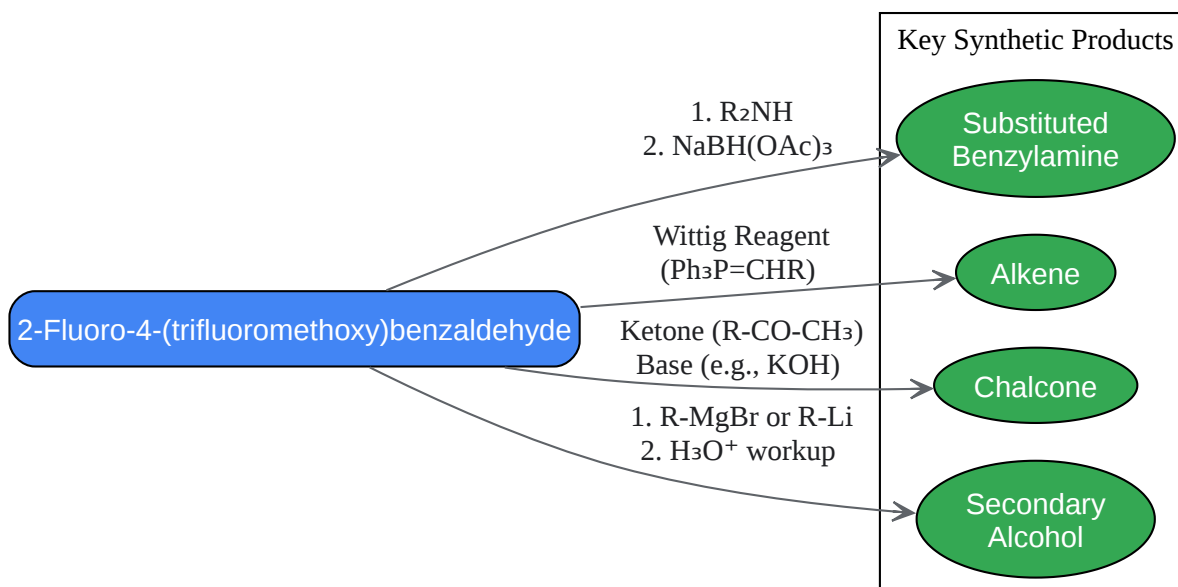 Key Synthetic Products
1. R₂NH
2. NaBH(OAc)₃
Substituted
Benzylamine
Wittig Reagent
(Ph₃P=CHR)
Alkene
2-Fluoro-4-(trifluoromethoxy)benzaldehyde
Ketone (R-CO-CH₃)
Base (e.g., KOH)
Chalcone
1. R-MgBr or R-Li
2. H₃O⁺ workup
Secondary
Alcohol